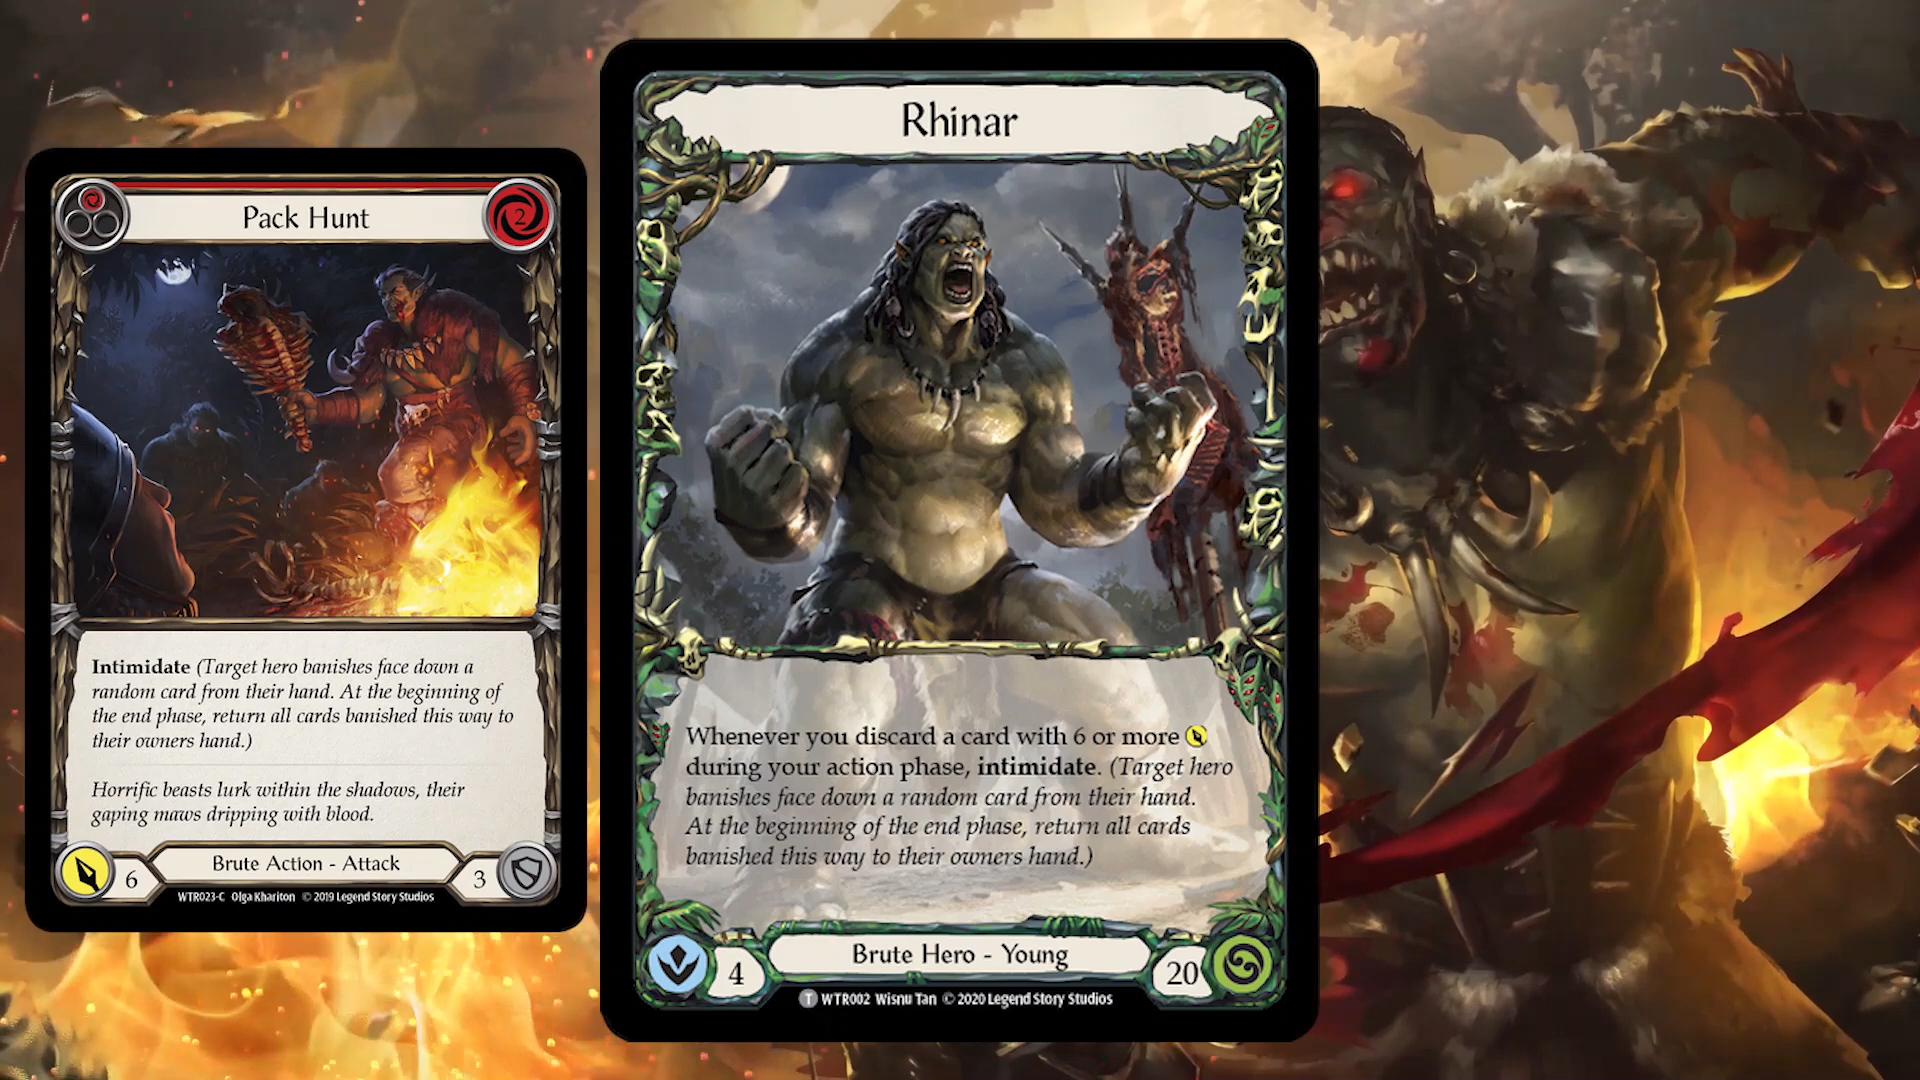 Pack Hunt
2
Intimidate (Target hero banishes face down a
random card from their hand. At the beginning of
the end phase, return all cards banished this way to
their owners hand.)
Horrific beasts lurk within the shadows, their
gaping maws dripping with blood.
6
Brute Action - Attack
3
WTR023-C Olga Khariton © 2019 Legend Story Studios
Rhinar
Whenever you discard a card with 6 or more
during your action phase, intimidate. (Target hero
banishes face down a random card from their hand.
At the beginning of the end phase, return all cards
banished this way to their owners hand.)
4
Brute Hero - Young
20
T WTR002 Wisnu Tan © 2020 Legend Story Studios